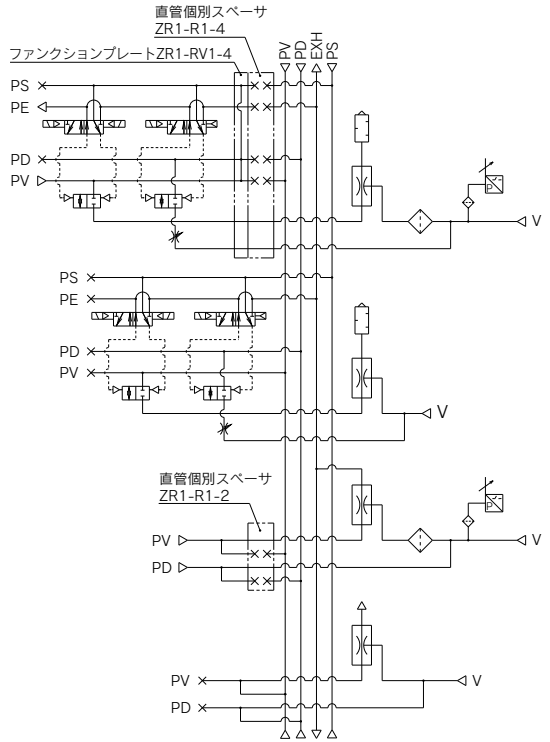 直管個別スペーサ
ZR1-R1-4
ファンクションプレートZR1-RV1-4
PV
PD
EXH
PS
PS
PE
PD
PV
P
V
PS
PE
PD
PV
V
直管個別スペーサ
ZR1-R1-2
P
PV
V
PD
PV
V
PD